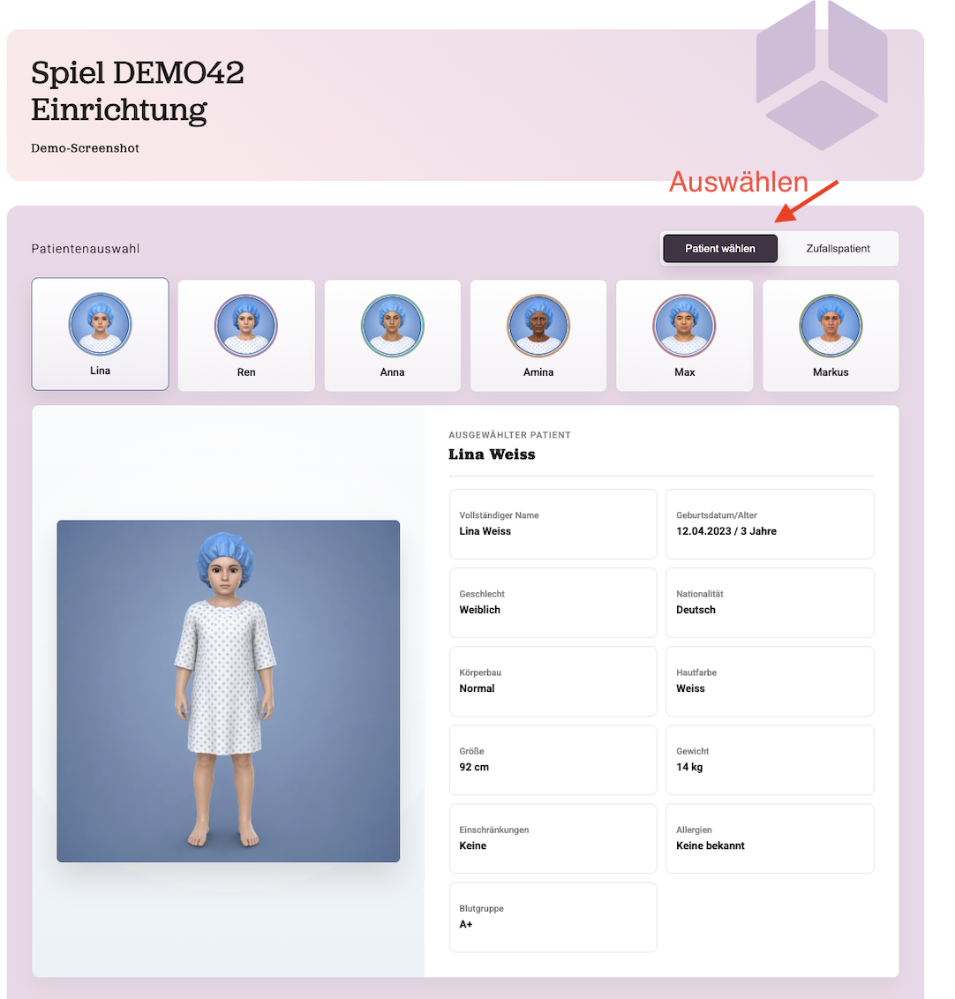 Spiel DEMO42
Einrichtung
Demo-Screenshot
Auswählen
Patientenauswahl
Patient wählen
Zufallspatient
Lina
Ren
Anna
Amina
Max
Markus
AUSGEWÄHLTER PATIENT
Lina Weiss
Vollständiger Name
Lina Weiss
Geburtsdatum/Alter
12.04.2023 / 3 Jahre
Geschlecht
Weiblich
Nationalität
Deutsch
Körperbau
Normal
Hautfarbe
Weiss
Größe
92 cm
Gewicht
14 kg
Einschränkungen
Keine
Allergien
Keine bekannt
Blutgruppe
A+